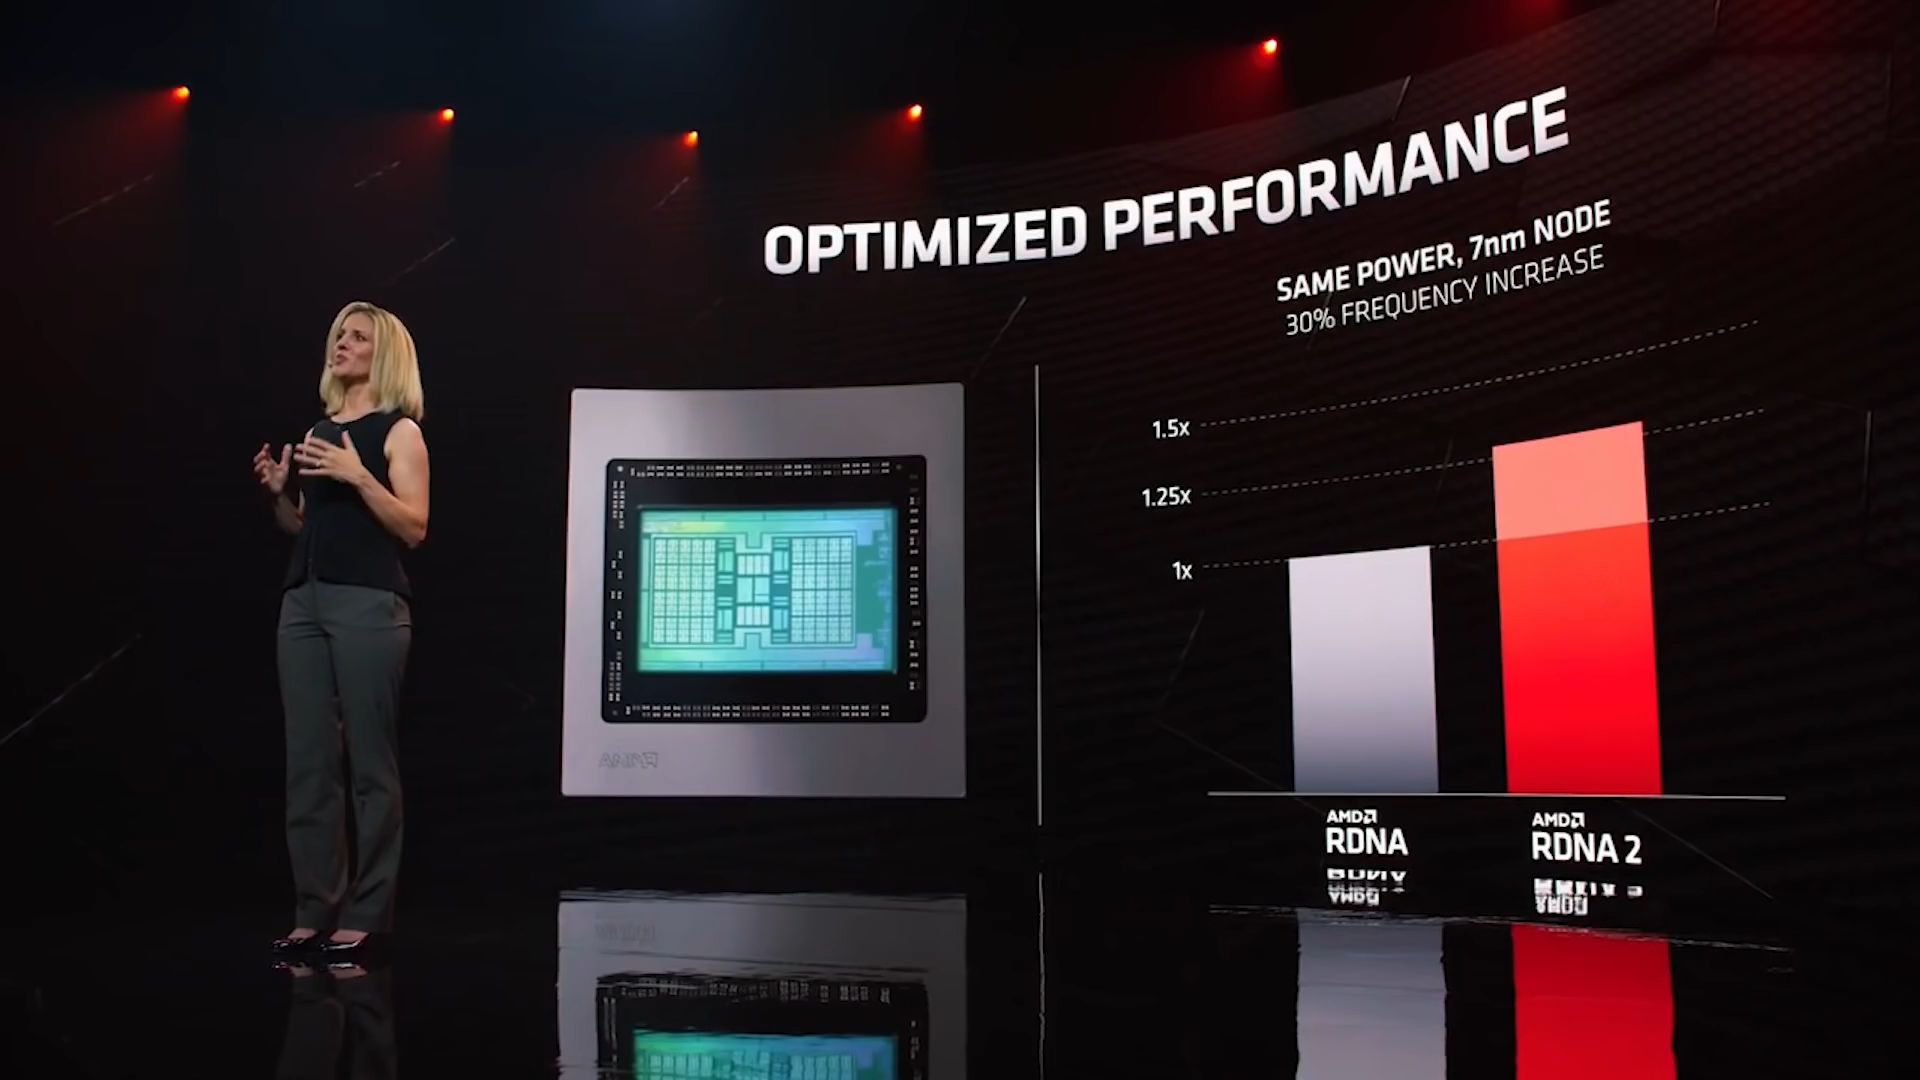 OPTIMIZED PERFORMANCE
SAME POWER, 7nm NODE
30% FREQUENCY INCREASE
1.5x
1.25x
1x
AMD
RDNA
AMD
RDNA 2
AMD